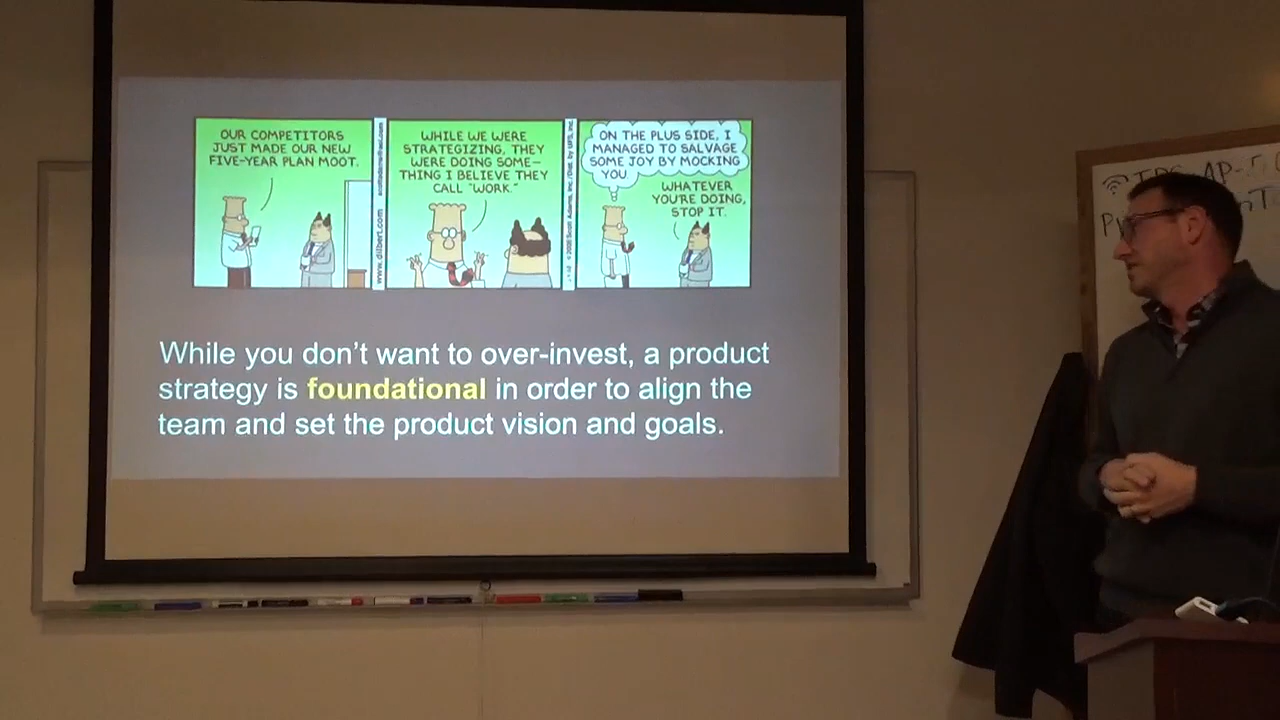 OUR COMPETITORS
JUST MADE OUR NEW
FIVE-YEAR PLAN MOOT.
www.dilbert.com
WHILE WE WERE
STRATEGIZING, THEY
WERE DOING SOME-
THING I BELIEVE THEY
CALL "WORK."
ON THE PLUS SIDE, I
MANAGED TO SALVAGE
SOME JOY BY MOCKING
YOU.
WHATEVER
YOU'RE DOING,
STOP IT.
While you don't want to over-invest, a product
strategy is foundational in order to align the
team and set the product vision and goals.